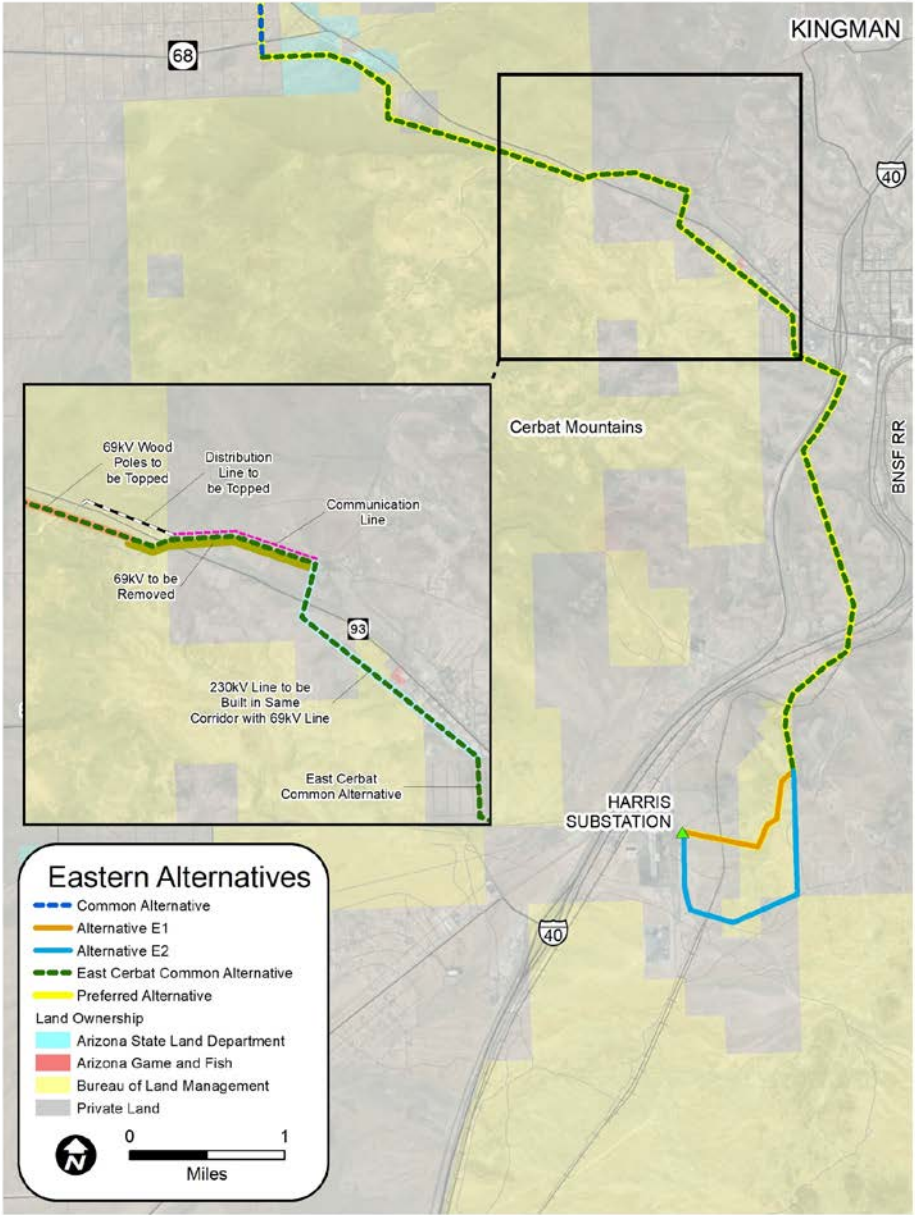 KINGMAN
68
40
Cerbat Mountains
BNSF RR
69kV Wood
Poles to
be Topped
Distribution
Line to
be Topped
Communication
Line
69kV to be
Removed
93
230kV Line to be
Built in Same
Corridor with 69kV Line
East Cerbat
Common Alternative
HARRIS
SUBSTATION
40
Eastern Alternatives
Common Alternative
Alternative E1
Alternative E2
East Cerbat Common Alternative
Preferred Alternative
Land Ownership
Arizona State Land Department
Arizona Game and Fish
Bureau of Land Management
Private Land
N
0 1
Miles